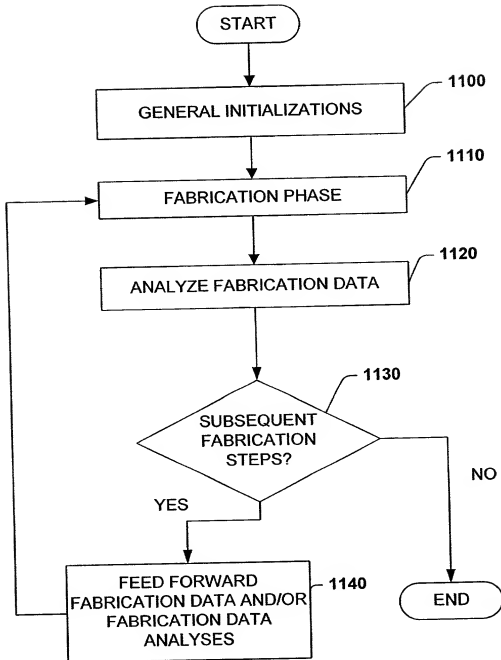 START
1100
GENERAL INITIALIZATIONS
1110
FABRICATION PHASE
1120
ANALYZE FABRICATION DATA
1130
SUBSEQUENT
FABRICATION
STEPS?
NO
YES
1140
FEED FORWARD
FABRICATION DATA AND/OR
FABRICATION DATA
ANALYSES
END